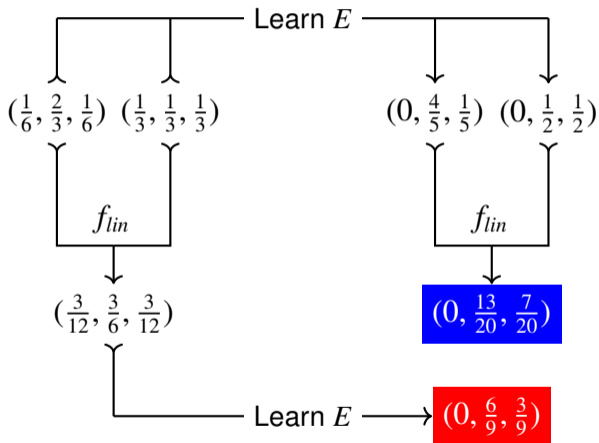 Learn E
(1/6, 2/3, 1/6) (1/3, 1/3, 1/3) (0, 4/5, 1/5) (0, 1/2, 1/2)
f_lin f_lin
(3/12, 3/6, 3/12) (0, 13/20, 7/20)
Learn E (0, 6/9, 3/9)